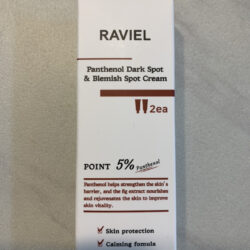 RAVIEL
Panthenol Dark Spot
& Blemish Spot Cream
2ea
POINT 5% Panthenol
Panthenol helps strengthen the skin's
barrier, and the fig extract nourishes
and rejuvenates the skin to improve
skin vitality.
Skin protection
Calming fomula